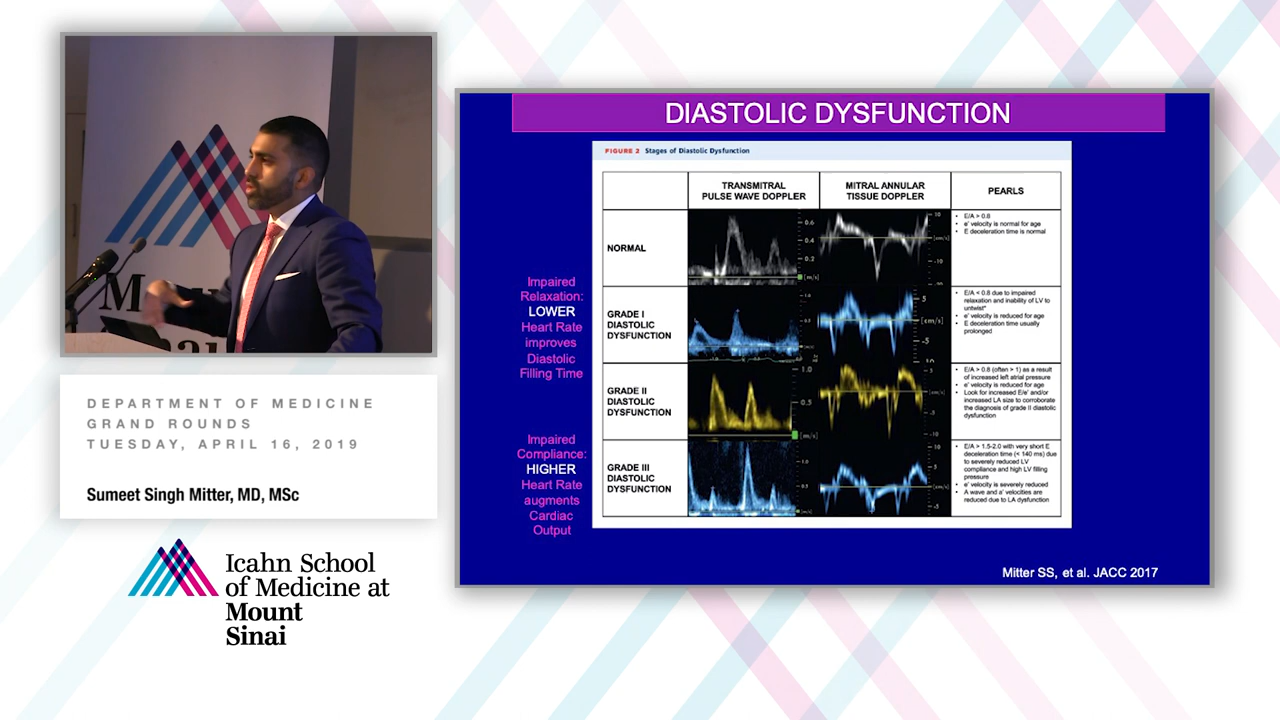 DEPARTMENT OF MEDICINE
GRAND ROUNDS
TUESDAY, APRIL 16, 2019
Sumeet Singh Mitter, MD, MSc
Icahn School
of Medicine at
Mount
Sinai
DIASTOLIC DYSFUNCTION
FIGURE 2 Stages of Diastolic Dysfunction
TRANSMITRAL
PULSE WAVE DOPPLER
MITRAL ANNULAR
TISSUE DOPPLER
PEARLS
NORMAL
• E/A > 0.8
• e' velocity is normal for age
• E deceleration time is normal
Impaired
Relaxation:
LOWER
Heart Rate
improves
Diastolic
Filling Time
GRADE I
DIASTOLIC
DYSFUNCTION
• E/A < 0.8 due to impaired
relaxation and inability of LV to
untwist"
• e' velocity is reduced for age
• E deceleration time usually
prolonged
GRADE II
DIASTOLIC
DYSFUNCTION
• E/A > 0.8 (often > 1) as a result
of increased left atrial pressure
• e' velocity is reduced for age
• Look for increased E/e' and/or
increased LA size to corroborate
the diagnosis of grade II diastolic
dysfunction
Impaired
Compliance:
HIGHER
Heart Rate
augments
Cardiac
Output
GRADE III
DIASTOLIC
DYSFUNCTION
• E/A > 1.5-2.0 with very short E
deceleration time (< 140 ms) due
to severely reduced LV
compliance and high LV filling
pressure
• e' velocity is severely reduced
• A wave and a' velocities are
reduced due to LA dysfunction
Mitter SS, et al. JACC 2017